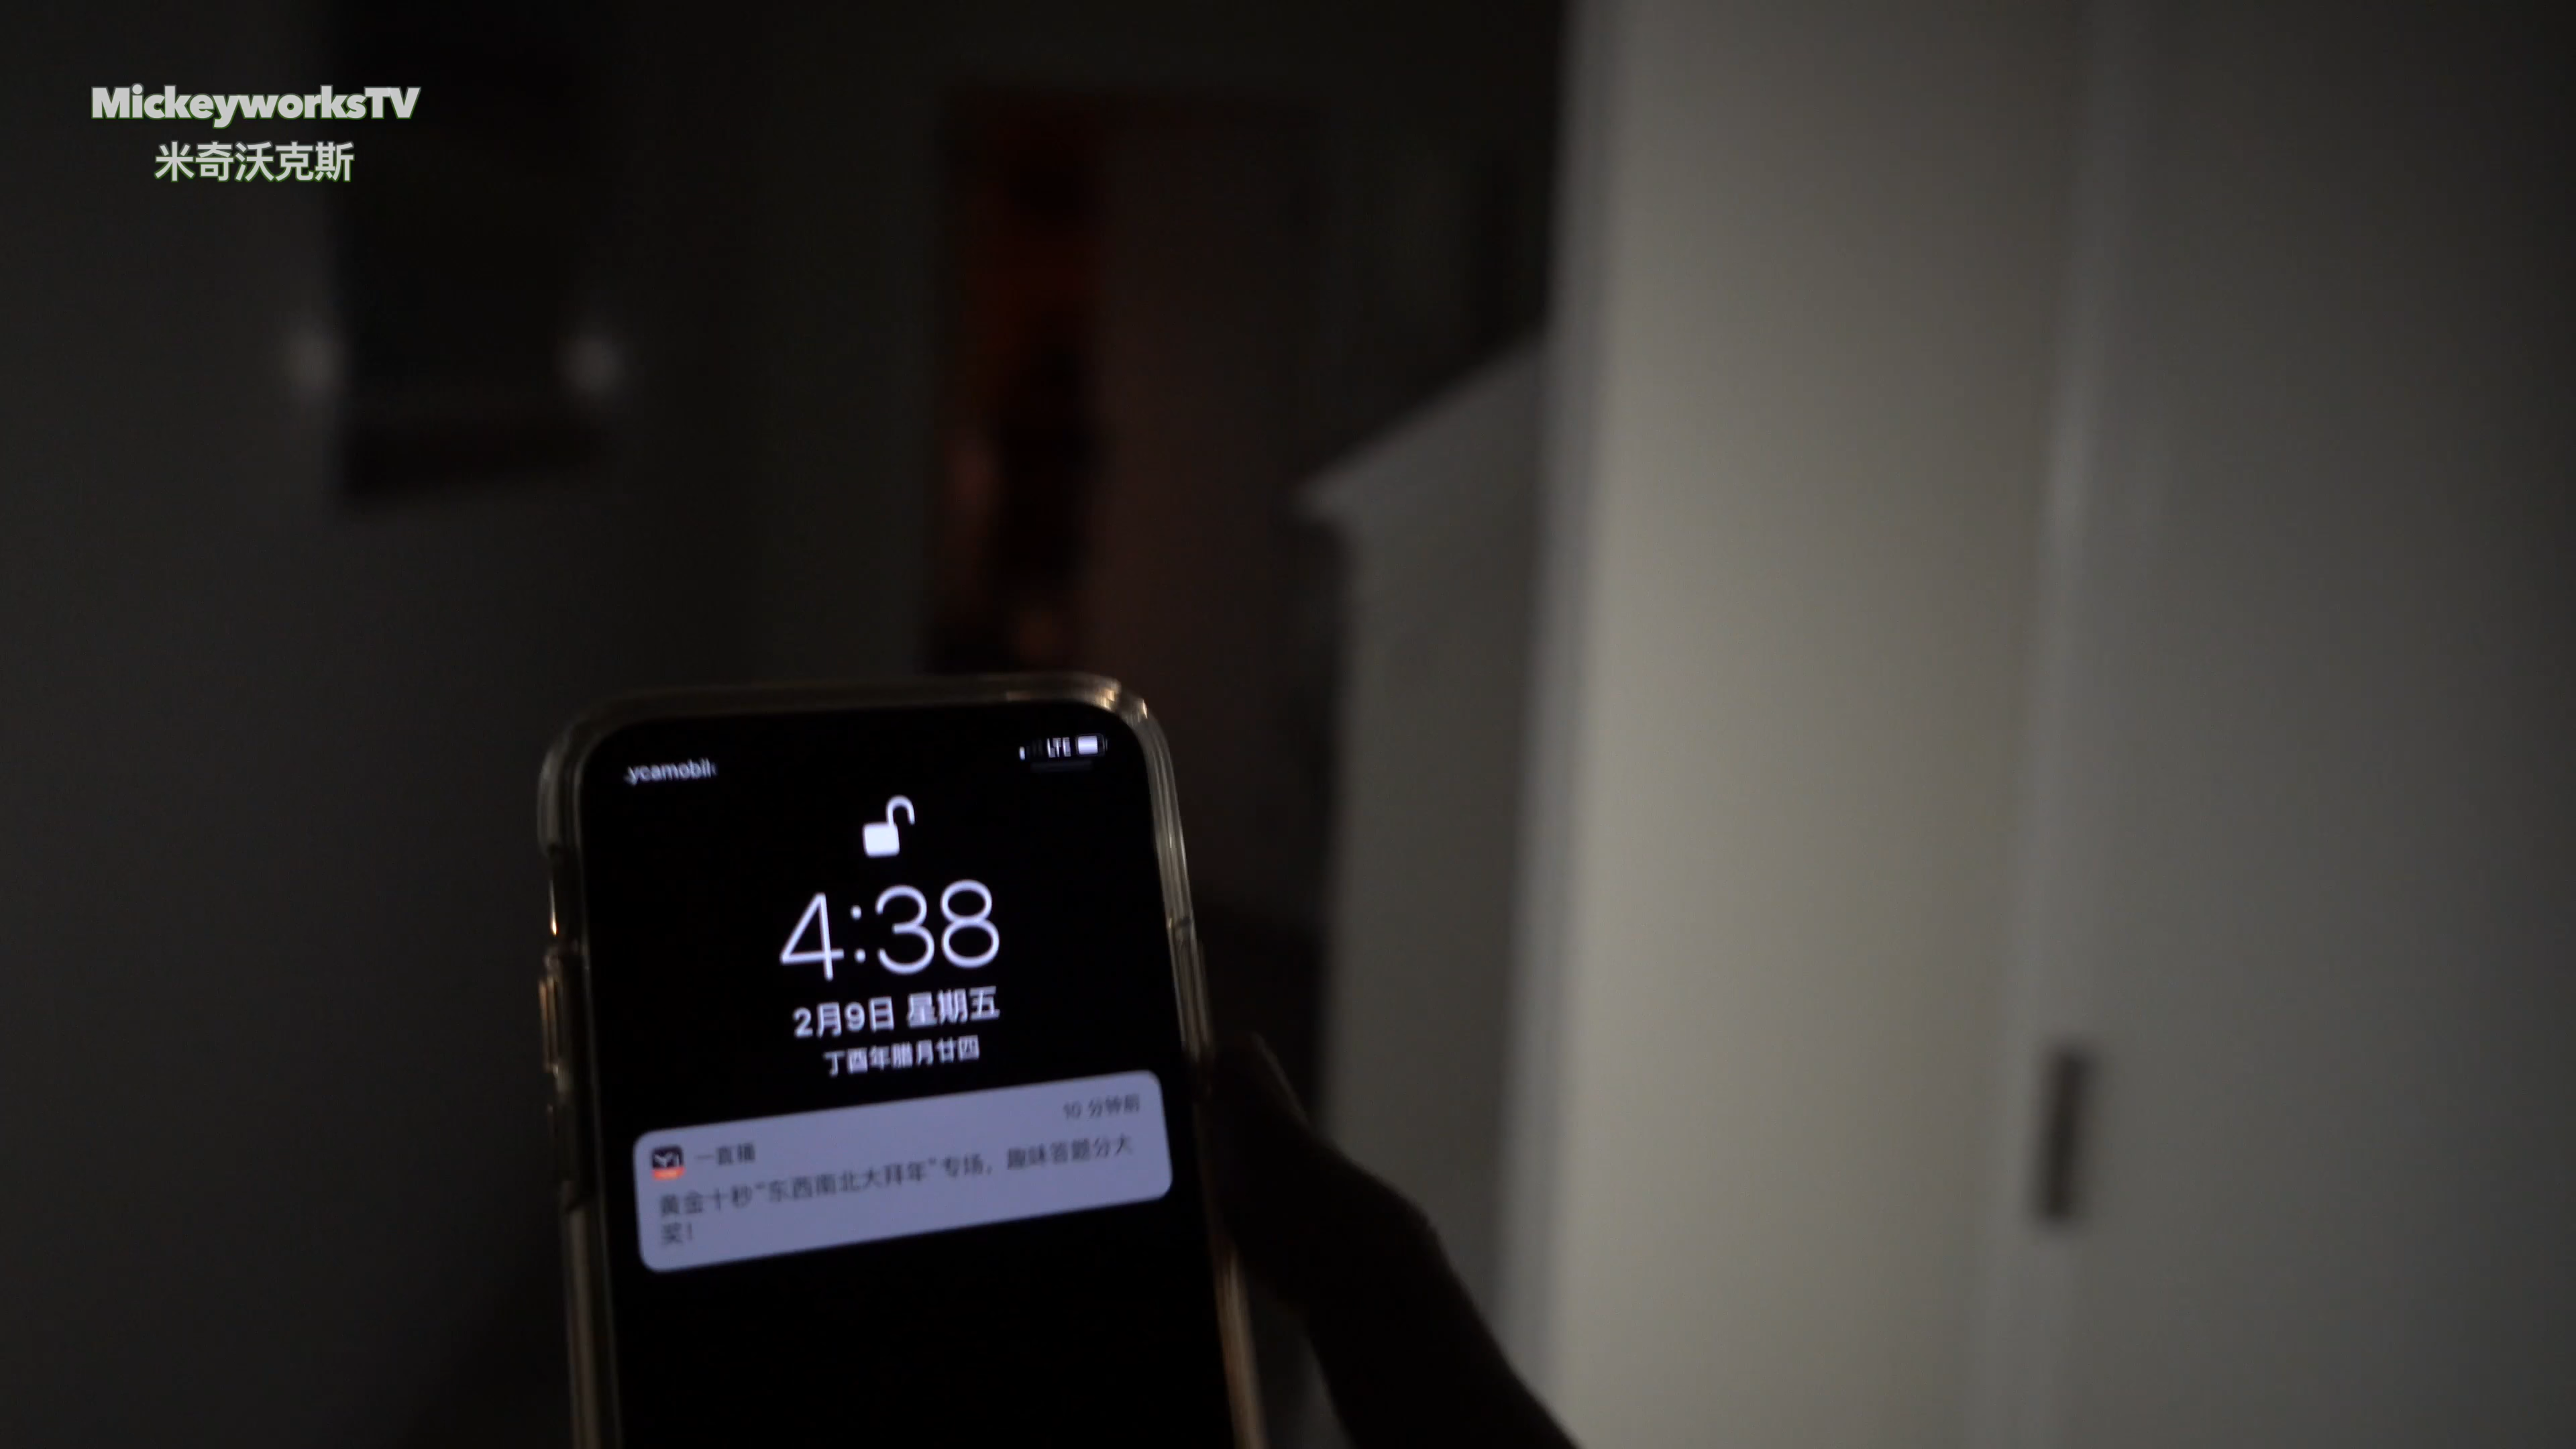 MickeyworksTV
米奇沃克斯
ycamobil
LTE
4:38
2月9日 星期五
丁酉年腊月廿四
10 分钟前
一直播
黄金十秒“东西南北大拜年”专场，趣味答题分大
奖！